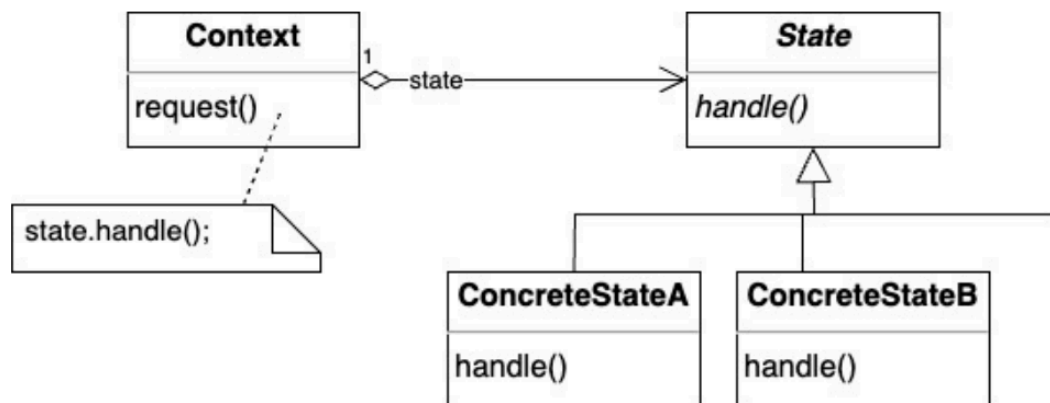 Context
request()
1
state
State
handle()
state.handle();
ConcreteStateA
handle()
ConcreteStateB
handle()